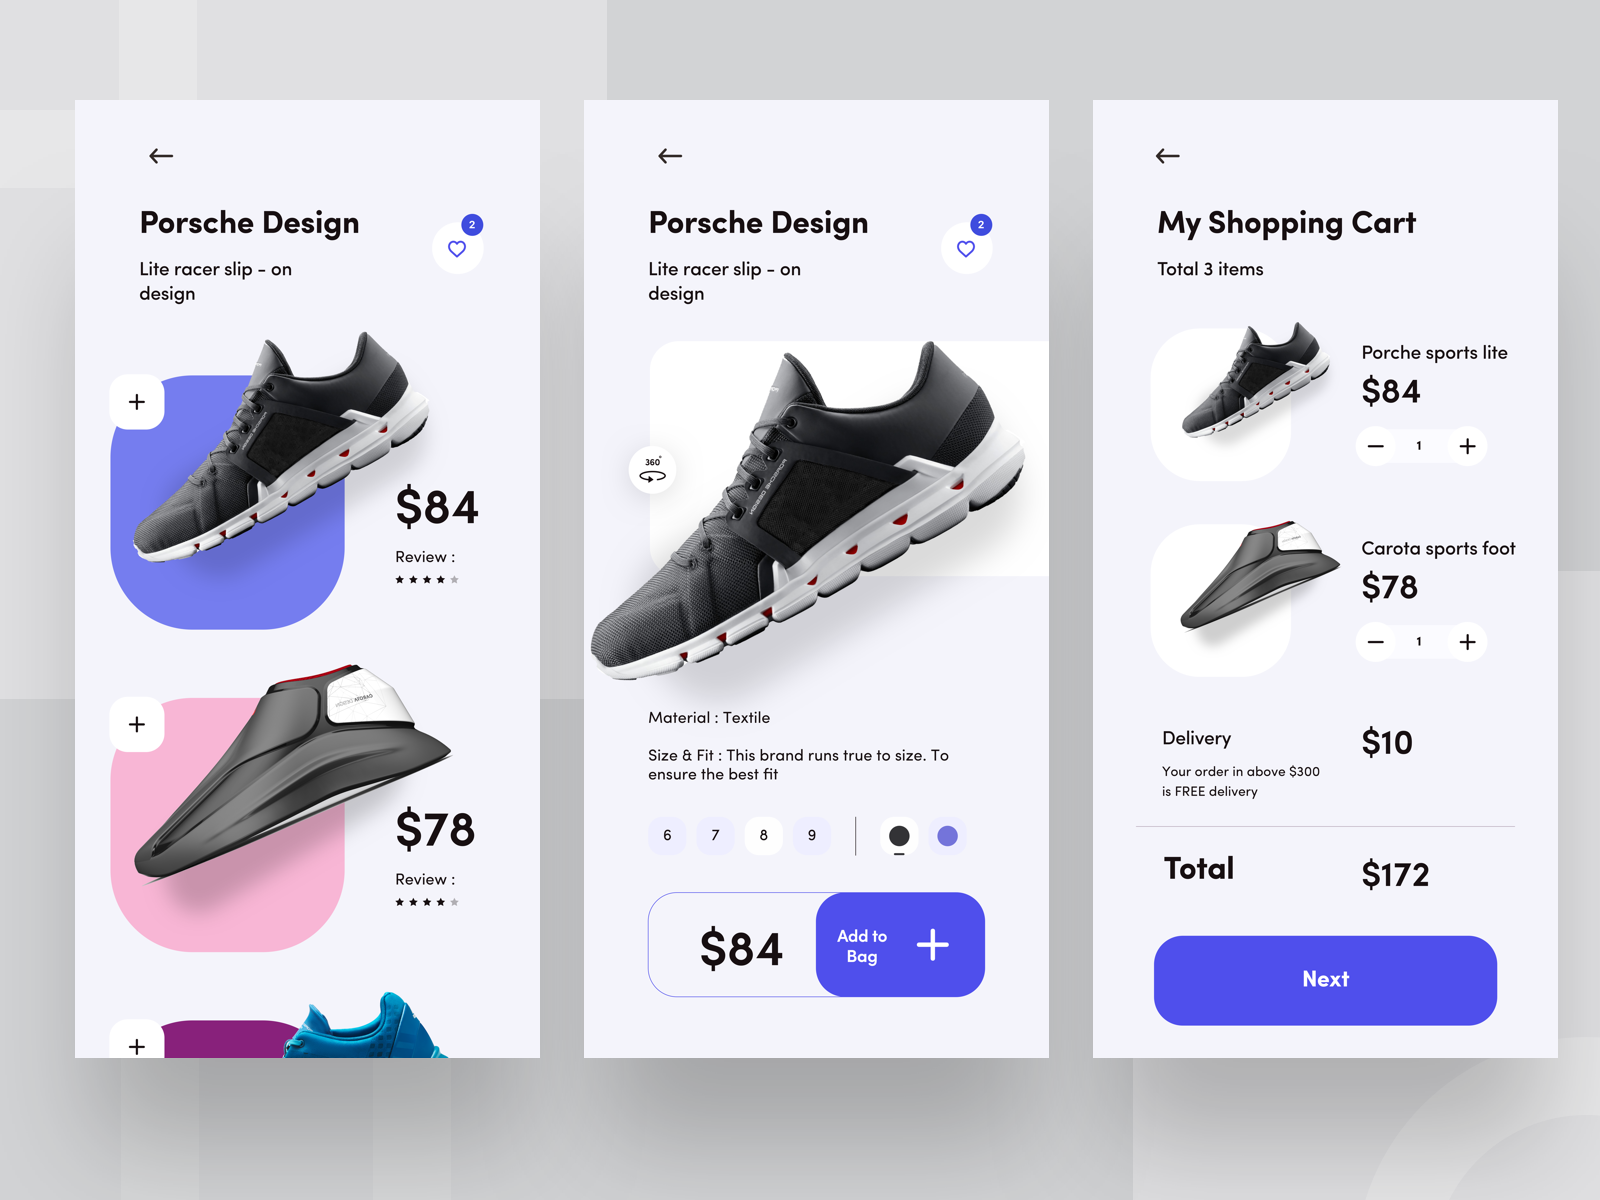 Porsche Design
2
Lite racer slip - on
design
$84
Review :
$78
Review :
Porsche Design
2
Lite racer slip - on
design
360°
Material : Textile
Size & Fit : This brand runs true to size. To
ensure the best fit
6 7 8 9
$84
Add to
Bag
My Shopping Cart
Total 3 items
Porche sports lite
$84
1
Carota sports foot
$78
1
Delivery
$10
Your order in above $300
is FREE delivery
Total
$172
Next